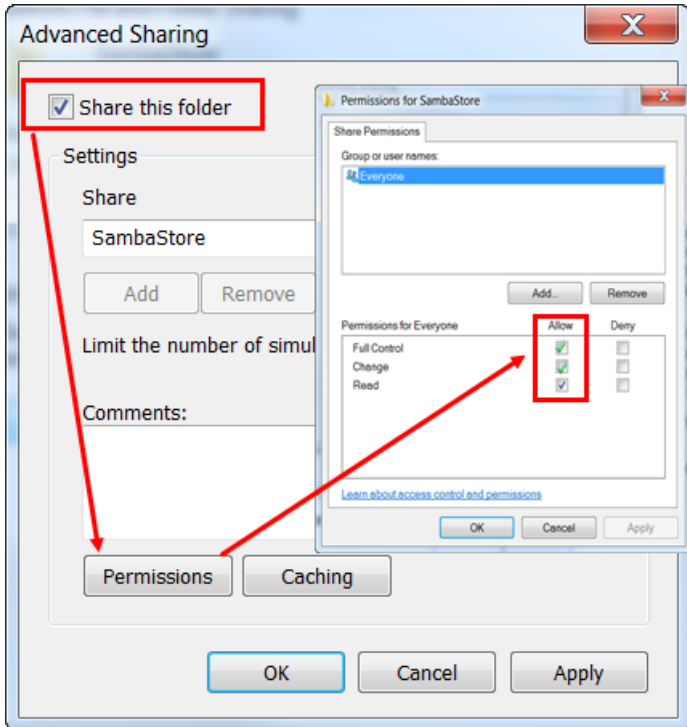 Advanced Sharing
Share this folder
Settings
Share
SambaStore
Add Remove
Limit the number of simul
Comments:
Permissions Caching
OK Cancel Apply
Permissions for SambaStore
Share Permissions
Group or user names:
Everyone
Add... Remove
Permissions for Everyone Allow Deny
Full Control
Change
Read
Learn about access control and permissions
OK Cancel Apply